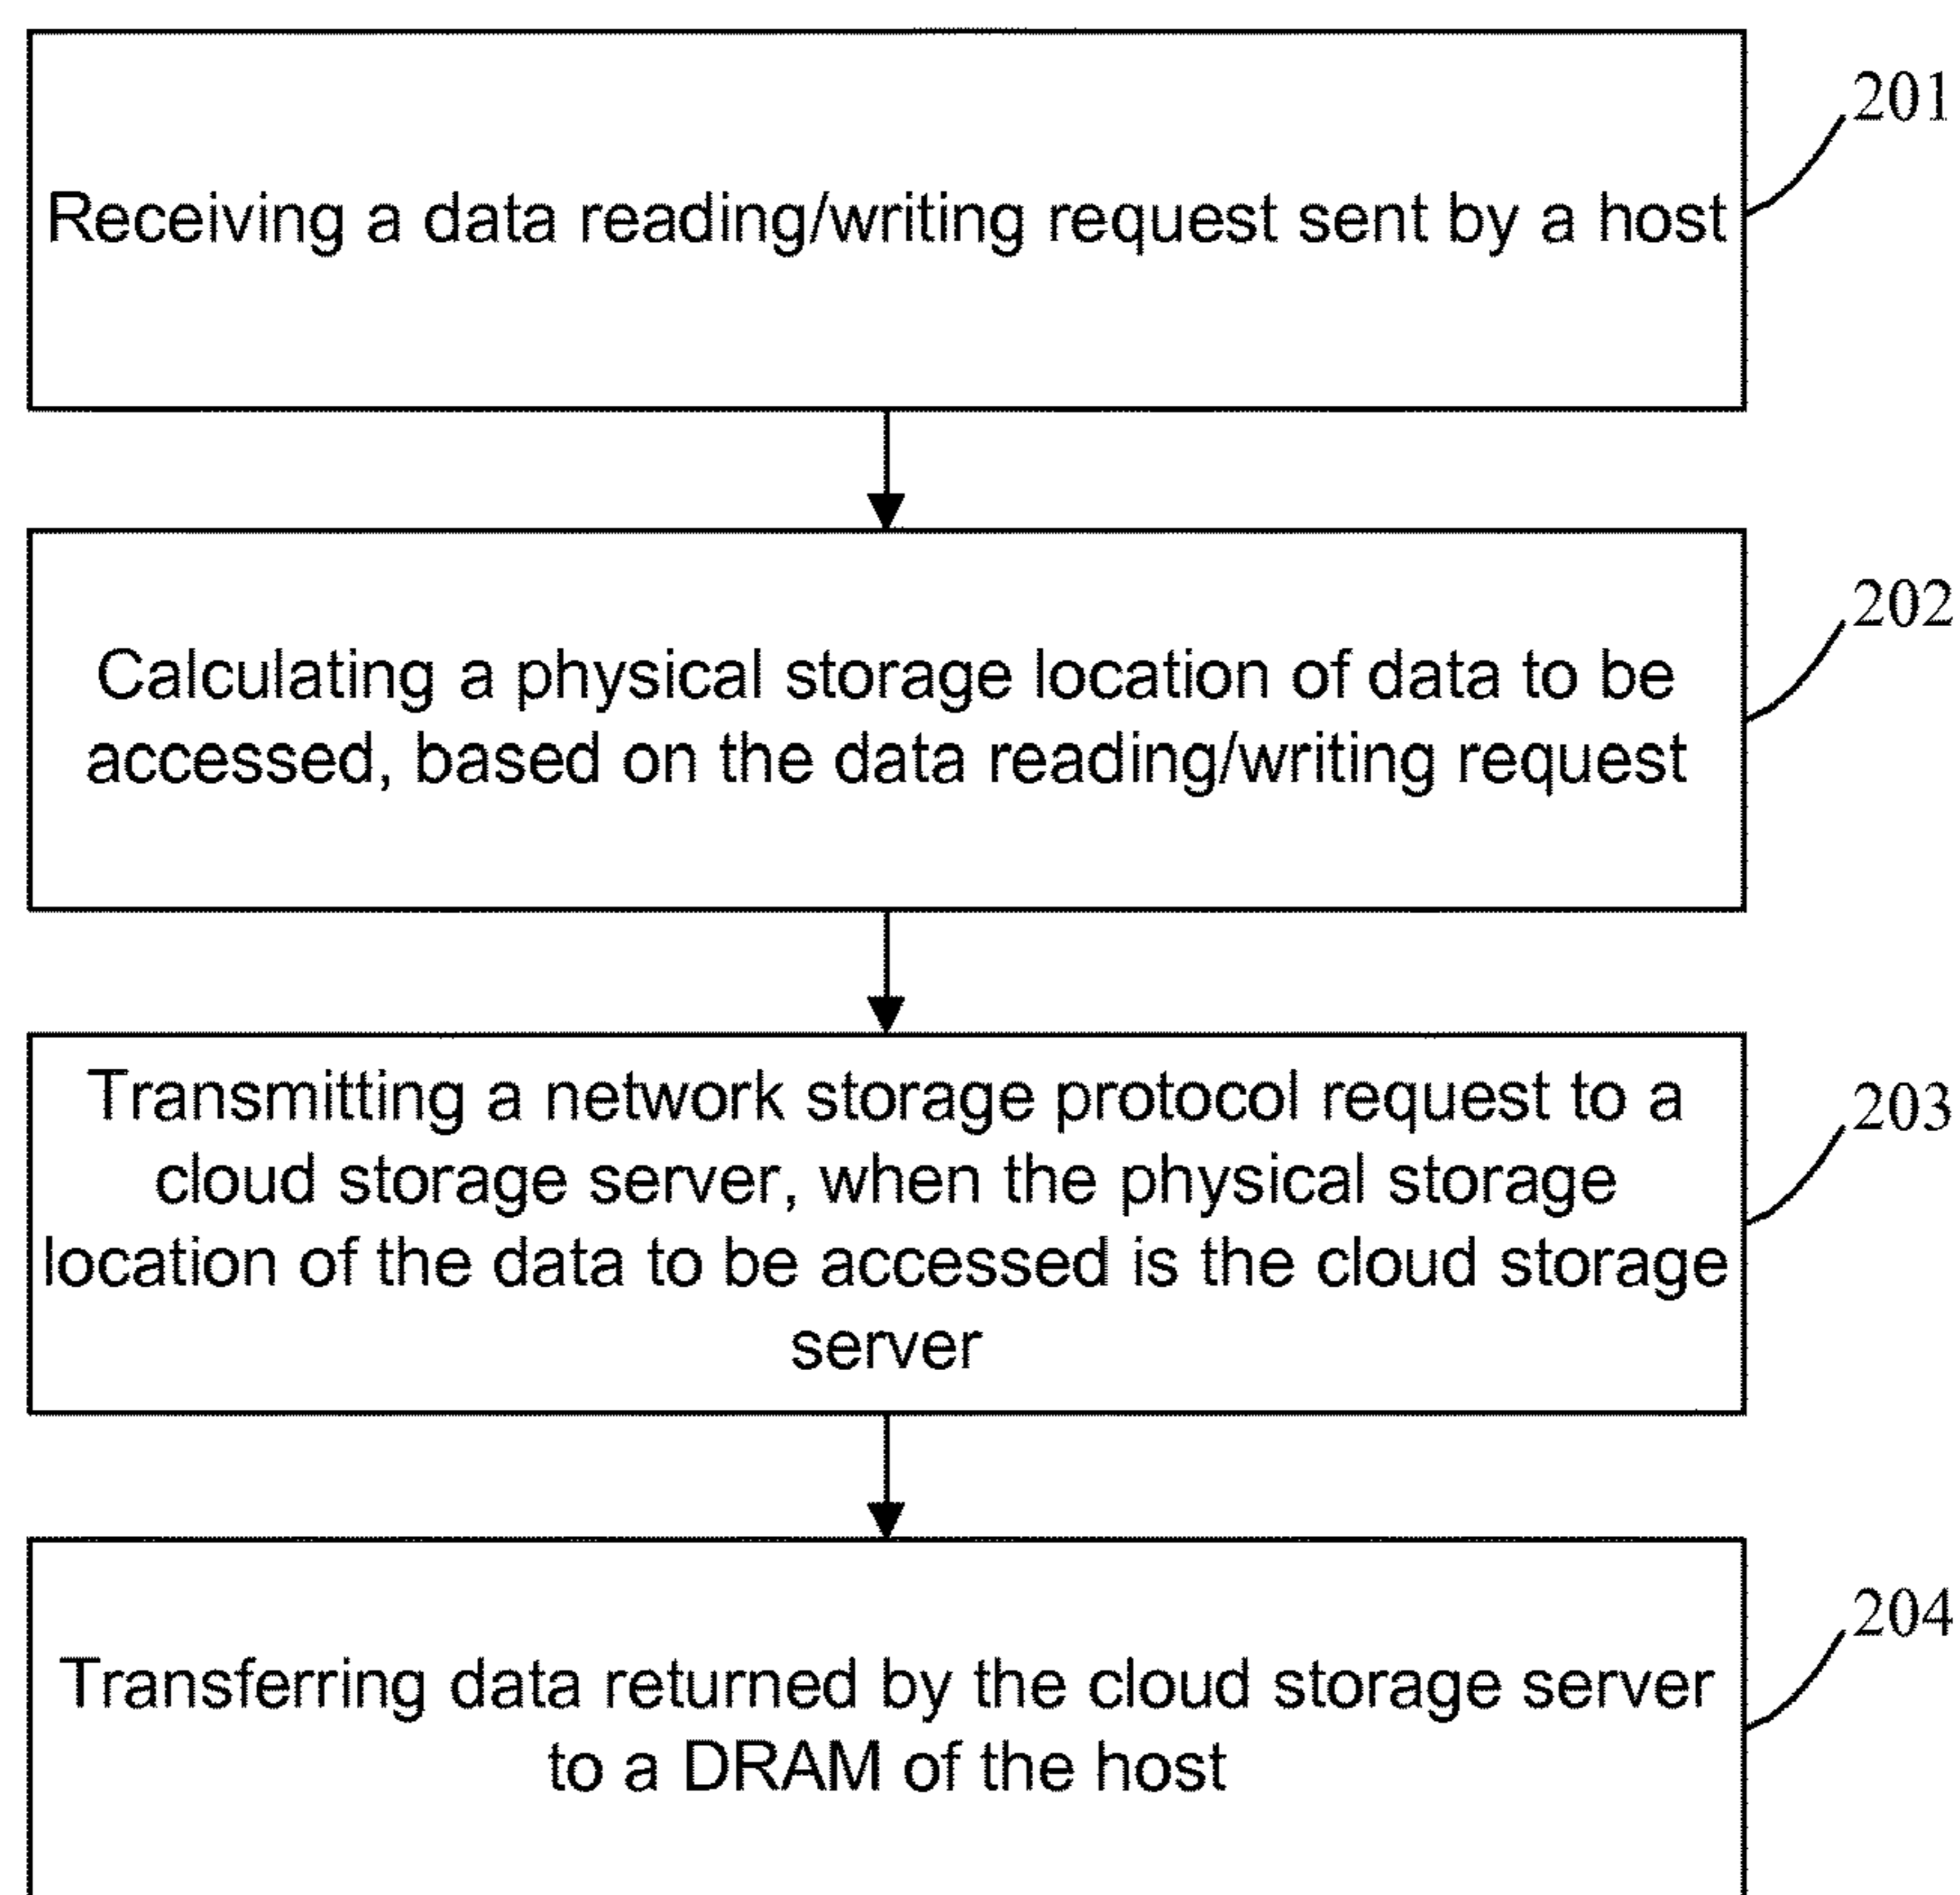 201
Receiving a data reading/writing request sent by a host
202
Calculating a physical storage location of data to be
accessed, based on the data reading/writing request
203
Transmitting a network storage protocol request to a
cloud storage server, when the physical storage
location of the data to be accessed is the cloud storage
server
204
Transferring data returned by the cloud storage server
to a DRAM of the host